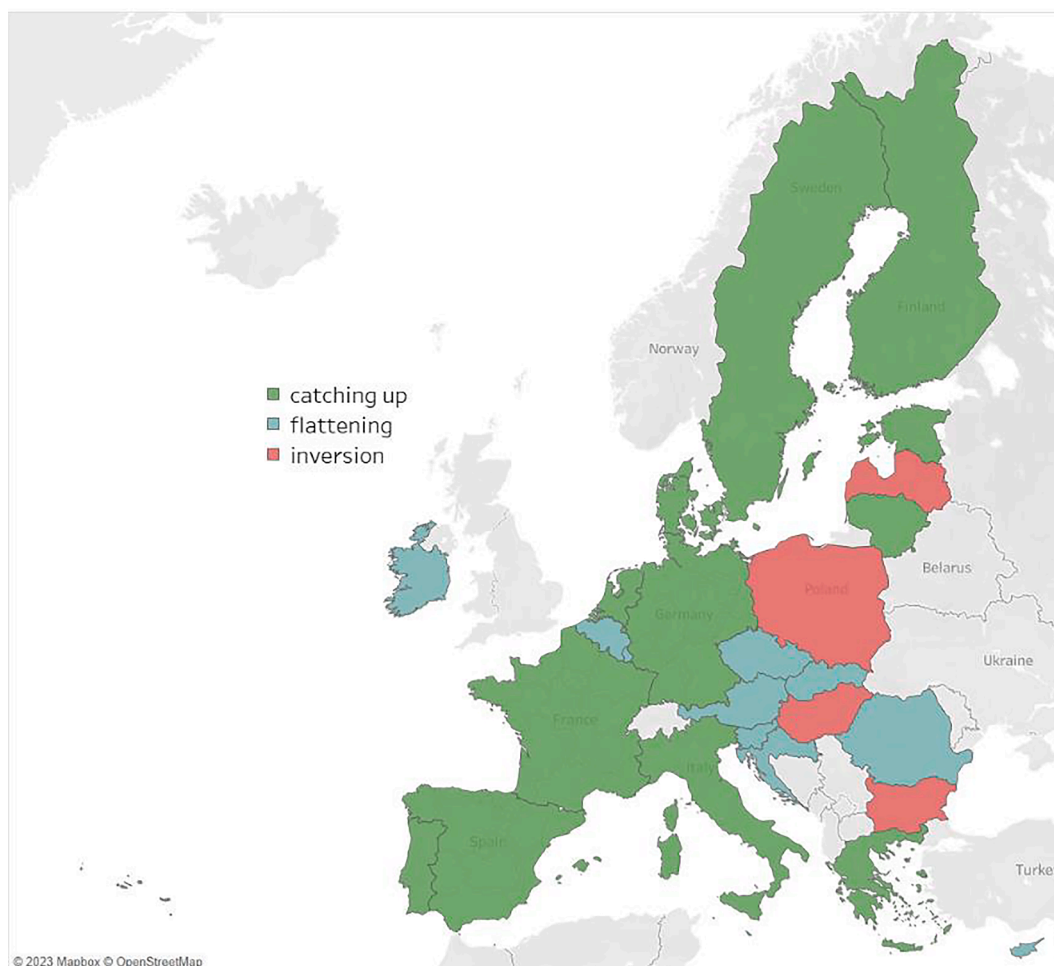 Sweden
Finland
Norway
catching up
flattening
inversion
Belarus
Poland
Germany
Ukraine
France
Italy
Spain
Turke
© 2023 Mapbox © OpenStreetMap